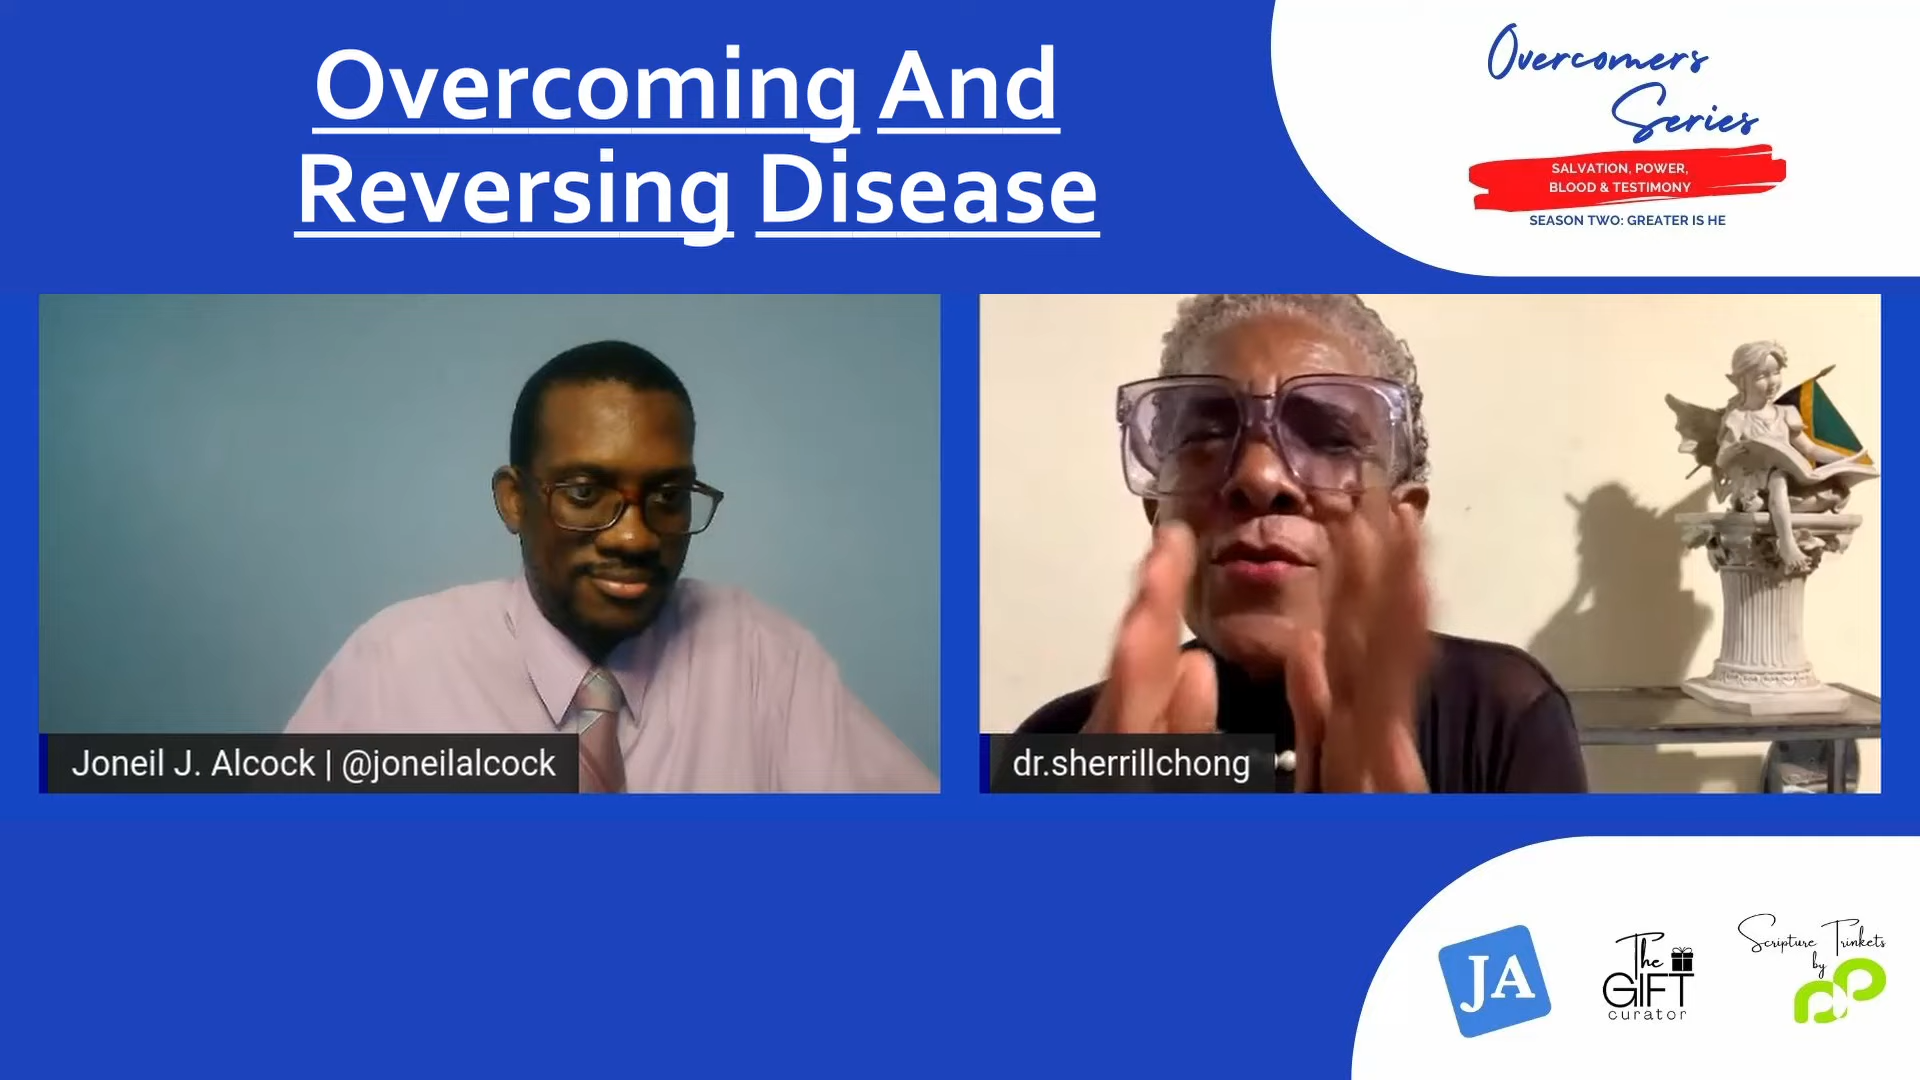 Overcoming And
Reversing Disease
Overcomers
Series
SALVATION, POWER,
BLOOD & TESTIMONY
SEASON TWO: GREATER IS HE
Joneil J. Alcock | @joneilalcock
dr.sherrillchong
JA
The
GIFT
curator
Scripture Trinkets
by